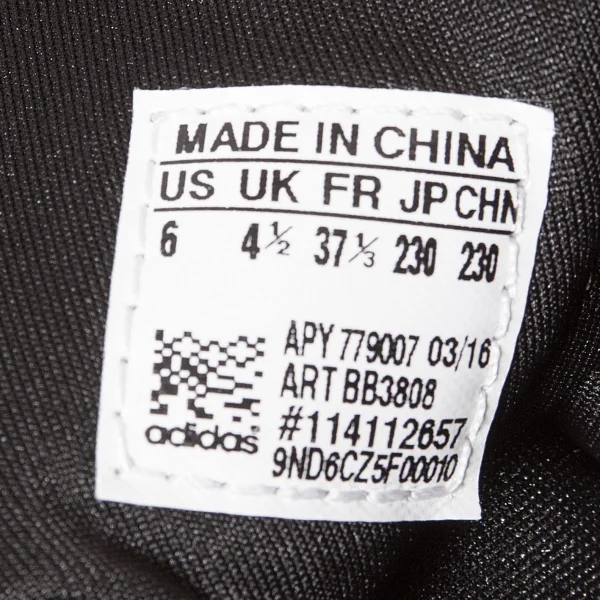 MADE IN CHINA
US UK FR JP CHN
6 4½ 37⅓ 230 230
APY 779007 03/16
ART BB3808
#114112657
9ND6CZ5F00010
adidas